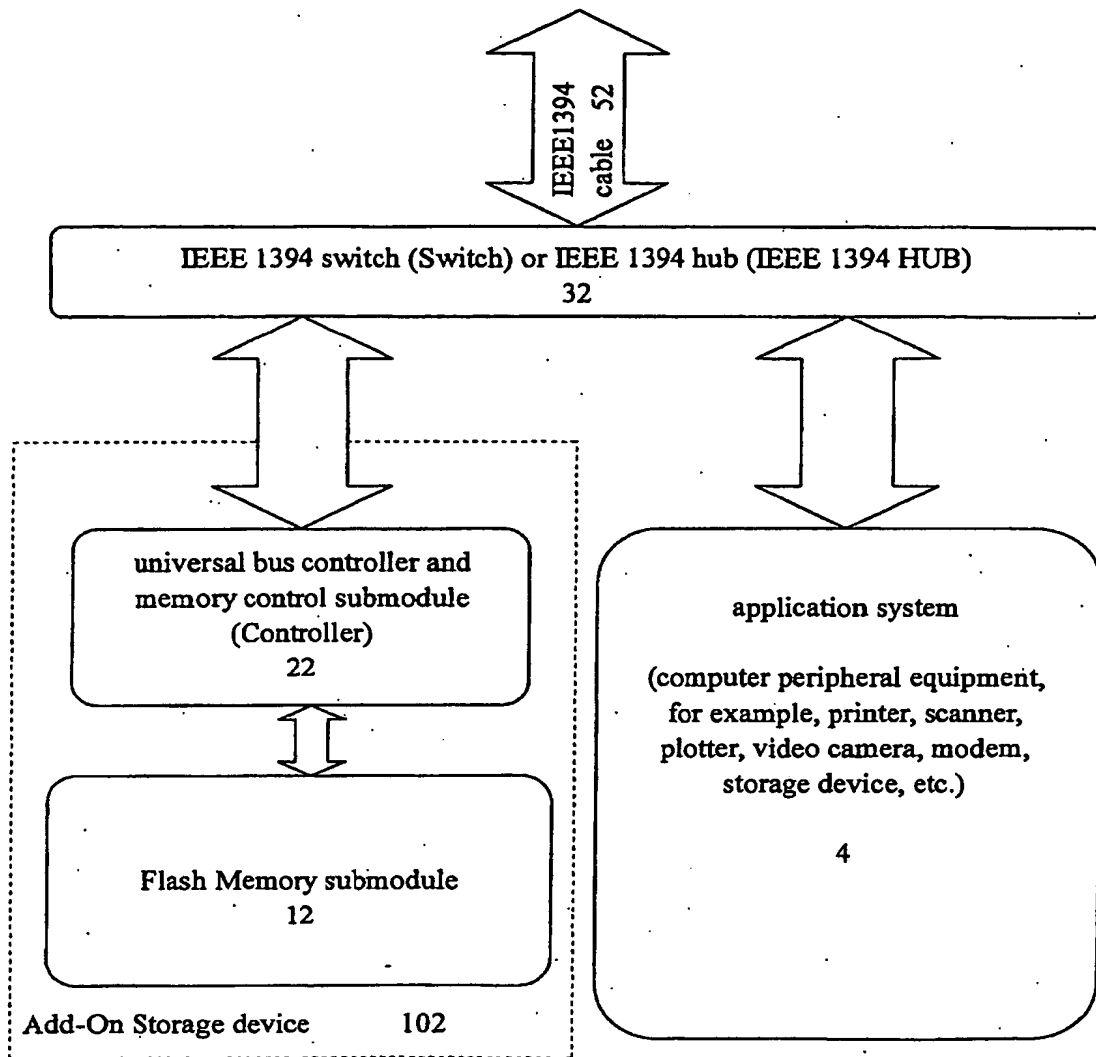 IEEE1394
cable 52
IEEE 1394 switch (Switch) or IEEE 1394 hub (IEEE 1394 HUB)
32
universal bus controller and
memory control submodule
(Controller)
22
Flash Memory submodule
12
Add-On Storage device 102
application system
(computer peripheral equipment,
for example, printer, scanner,
plotter, video camera, modem,
storage device, etc.)
4